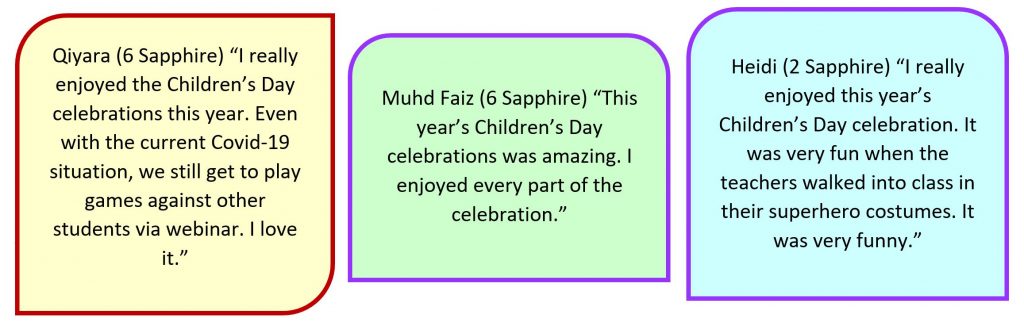 Qiyara (6 Sapphire) “I really
enjoyed the Children’s Day
celebrations this year. Even
with the current Covid-19
situation, we still get to play
games against other
students via webinar. I love
it.”
Muhd Faiz (6 Sapphire) “This
year’s Children’s Day
celebrations was amazing. I
enjoyed every part of the
celebration.”
Heidi (2 Sapphire) “I really
enjoyed this year’s
Children’s Day celebration. It
was very fun when the
teachers walked into class in
their superhero costumes. It
was very funny.”